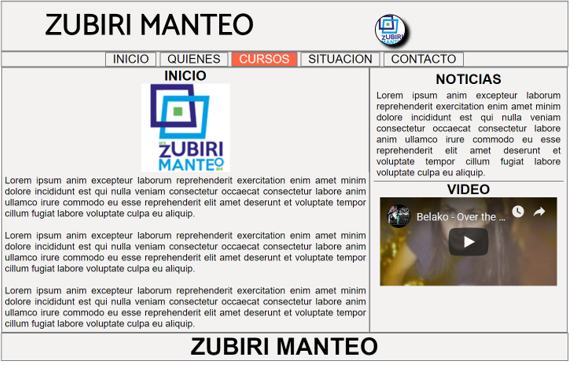 ZUBIRI MANTEO
INICIO QUIENES CURSOS SITUACION CONTACTO
INICIO
ZUBIRI
MANTEO
Lorem ipsum anim excepteur laborum reprehenderit exercitation enim amet minim
dolore incididunt est qui nulla veniam consectetur occaecat consectetur labore anim
ullamco irure commodo eu esse reprehenderit elit amet deserunt et voluptate tempor
cillum fugiat labore voluptate culpa eu aliquip.
Lorem ipsum anim excepteur laborum reprehenderit exercitation enim amet minim
dolore incididunt est qui nulla veniam consectetur occaecat consectetur labore anim
ullamco irure commodo eu esse reprehenderit elit amet deserunt et voluptate tempor
cillum fugiat labore voluptate culpa eu aliquip.
Lorem ipsum anim excepteur laborum reprehenderit exercitation enim amet minim
dolore incididunt est qui nulla veniam consectetur occaecat consectetur labore anim
ullamco irure commodo eu esse reprehenderit elit amet deserunt et voluptate tempor
cillum fugiat labore voluptate culpa eu aliquip.
NOTICIAS
Lorem ipsum anim excepteur laborum
reprehenderit exercitation enim amet minim
dolore incididunt est qui nulla veniam
consectetur occaecat consectetur labore
anim ullamco irure commodo eu esse
reprehenderit elit amet deserunt et
voluptate tempor cillum fugiat labore
voluptate culpa eu aliquip.
VIDEO
Belako - Over the ...
ZUBIRI MANTEO